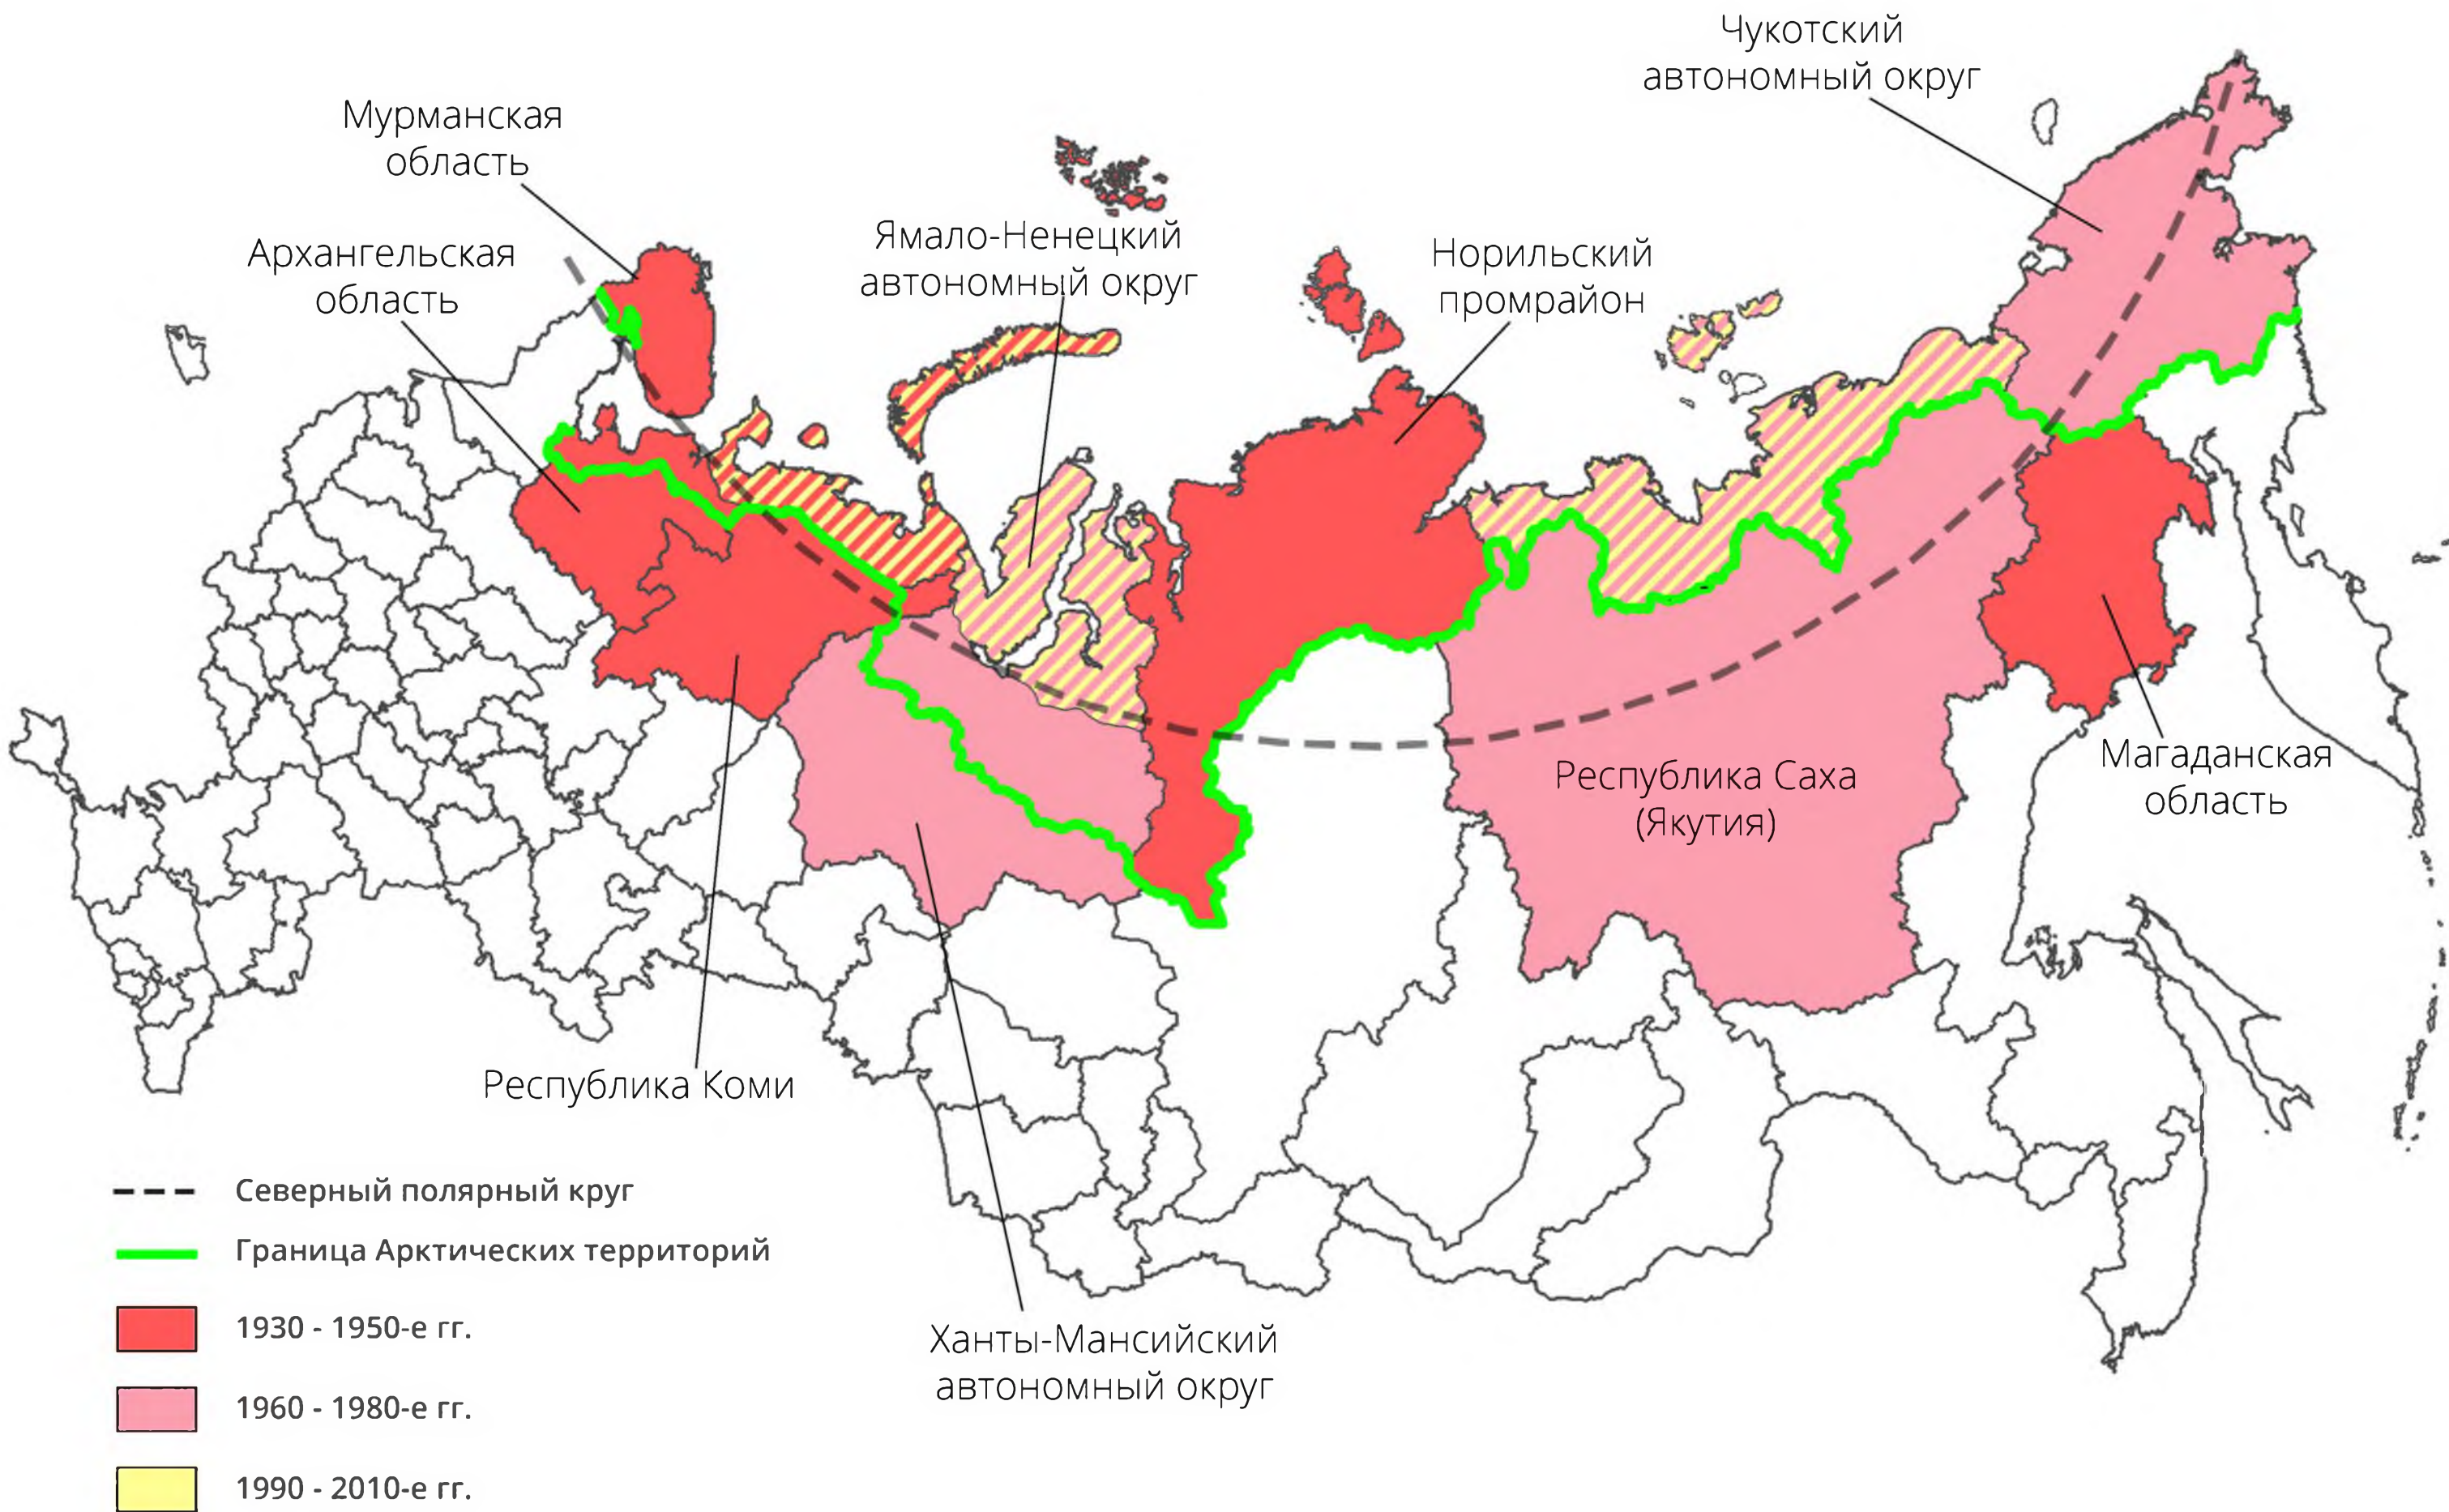 Чукотский
автономный округ
Мурманская
область
Ямало-Ненецкий
автономный округ
Архангельская
область
Норильский
промрайон
Республика Саха
(Якутия)
Магаданская
область
Республика Коми
Ханты-Мансийский
автономный округ
Северный полярный круг
Граница Арктических территорий
1930 - 1950-е гг.
1960 - 1980-е гг.
1990 - 2010-е гг.